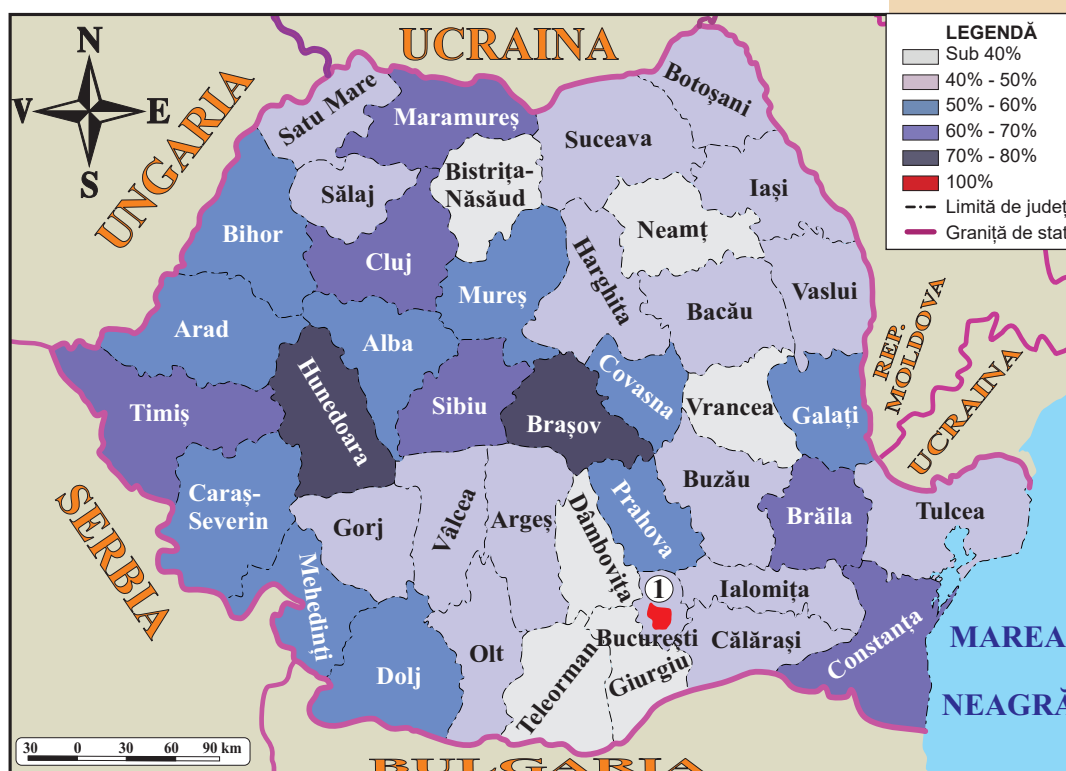 UCRAINA
LEGENDĂ
Sub 40%
40% - 50%
50% - 60%
60% - 70%
70% - 80%
100%
Limită de județ
Graniță de stat
N
V
E
S
UNGARIA
Satu Mare
Maramureș
Botoșani
Suceava
Bistrița-
Năsăud
Sălaj
Iași
Neamț
Bihor
Cluj
Mureș
Harghita
Bacău
Vaslui
Arad
Alba
REP.
MOLDOVA
UCRAINA
Hunedoara
Covasna
Timiș
Sibiu
Brașov
Vrancea
Galați
SERBIA
Caraș-
Severin
Gorj
Vâlcea
Argeș
Dâmbovița
Prahova
Buzău
Brăila
Tulcea
Mehedinți
1
Ialomița
București
Călărași
Constanța
MAREA
NEAGRĂ
Dolj
Olt
Teleorman
Giurgiu
30 0 30 60 90 km
BULGARIA